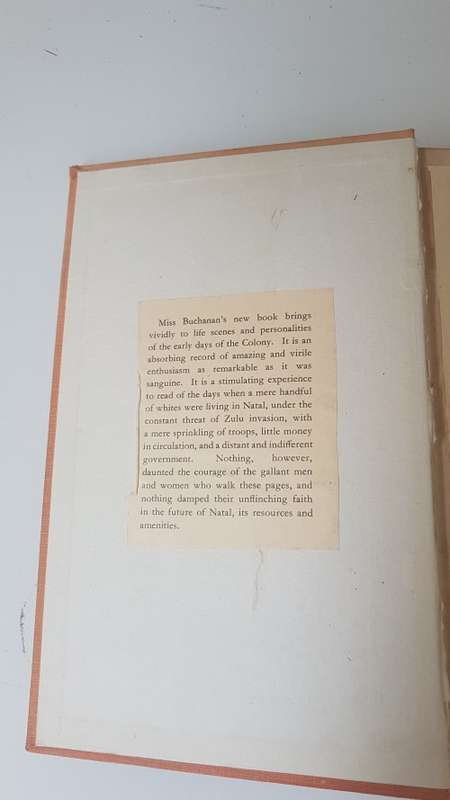 Miss Buchanan's new book brings
vividly to life scenes and personalities
of the early days of the Colony. It is an
absorbing record of amazing and virile
enthusiasm as remarkable as it was
sanguine. It is a stimulating experience
to read of the days when a mere handful
of whites were living in Natal, under the
constant threat of Zulu invasion, with
a mere sprinkling of troops, little money
in circulation, and a distant and indifferent
government. Nothing, however,
daunted the courage of the gallant men
and women who walk these pages, and
nothing damped their unflinching faith
in the future of Natal, its resources and
amenities.